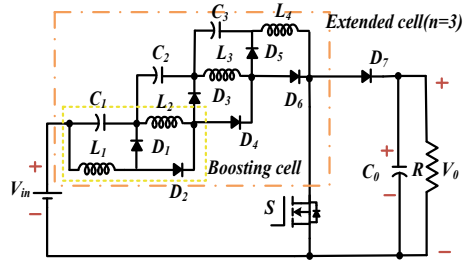 C3 L4 Extended cell(n=3)
C2 L3 D5 D7
C1 L2 D3 D6
D4
L1 D1 Boosting cell
D2
+ Vin −
S
+ C0 −
R
+ V0 −